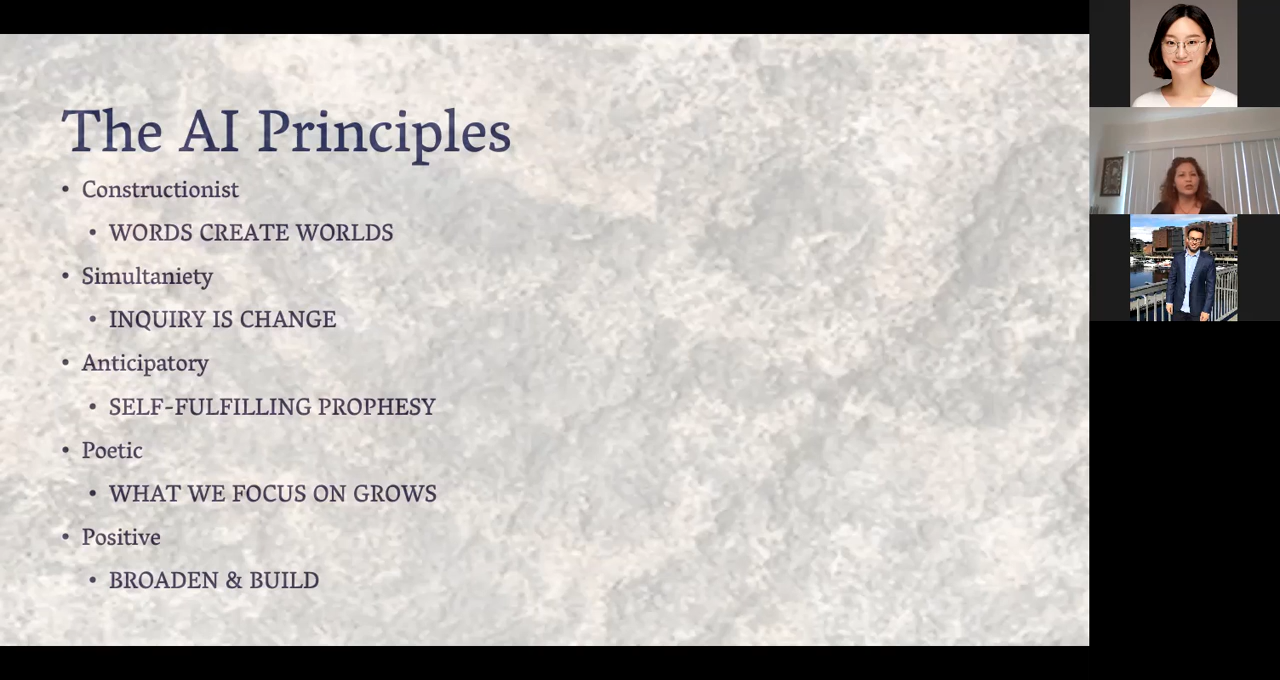 The AI Principles
• Constructionist
• WORDS CREATE WORLDS
• Simultaniety
• INQUIRY IS CHANGE
• Anticipatory
• SELF-FULFILLING PROPHESY
• Poetic
• WHAT WE FOCUS ON GROWS
• Positive
• BROADEN & BUILD